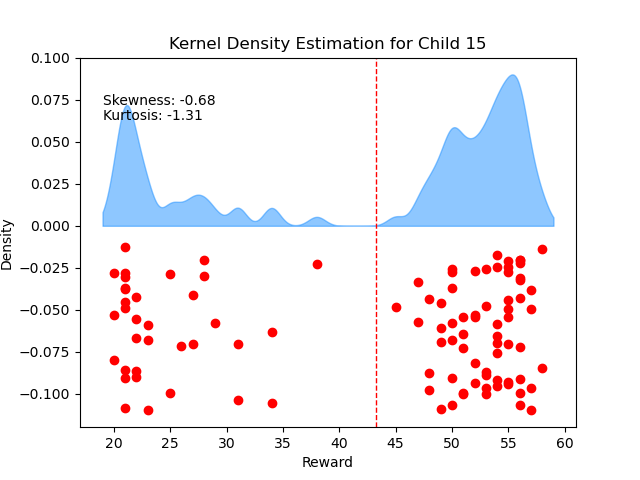 Kernel Density Estimation for Child 15
0.100
Skewness: -0.68
0.075
Kurtosis: -1.31
0.050
0.025
0.000
Density
−0.025
−0.050
−0.075
−0.100
20 25 30 35 40 45 50 55 60
Reward